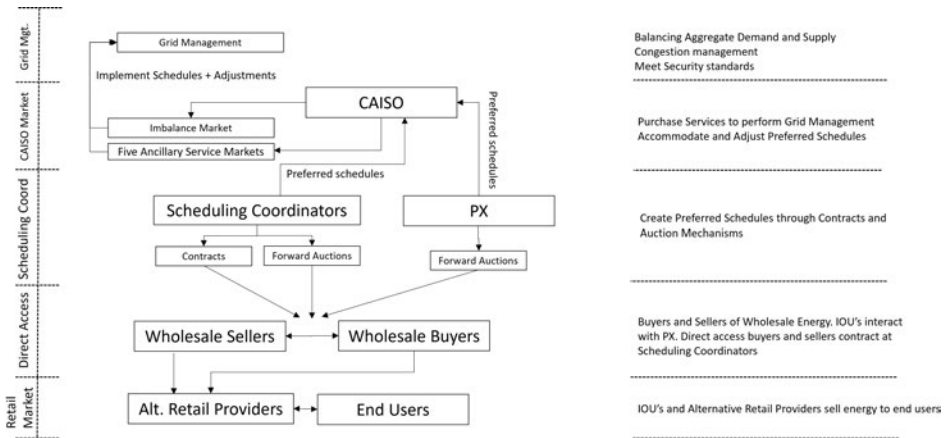 Grid Mgt.
Grid Management
Balancing Aggregate Demand and Supply
Congestion management
Meet Security standards
Implement Schedules + Adjustments
CAISO Market
CAISO
Preferred schedules
Imbalance Market
Five Ancillary Service Markets
Purchase Services to perform Grid Management
Accommodate and Adjust Preferred Schedules
Preferred schedules
Scheduling Coord
Scheduling Coordinators
PX
Contracts
Forward Auctions
Forward Auctions
Create Preferred Schedules through Contracts and
Auction Mechanisms
Direct Access
Wholesale Sellers
Wholesale Buyers
Buyers and Sellers of Wholesale Energy. IOU's interact
with PX. Direct access buyers and sellers contract at
Scheduling Coordinators
Retail
Market
Alt. Retail Providers
End Users
IOU's and Alternative Retail Providers sell energy to end users